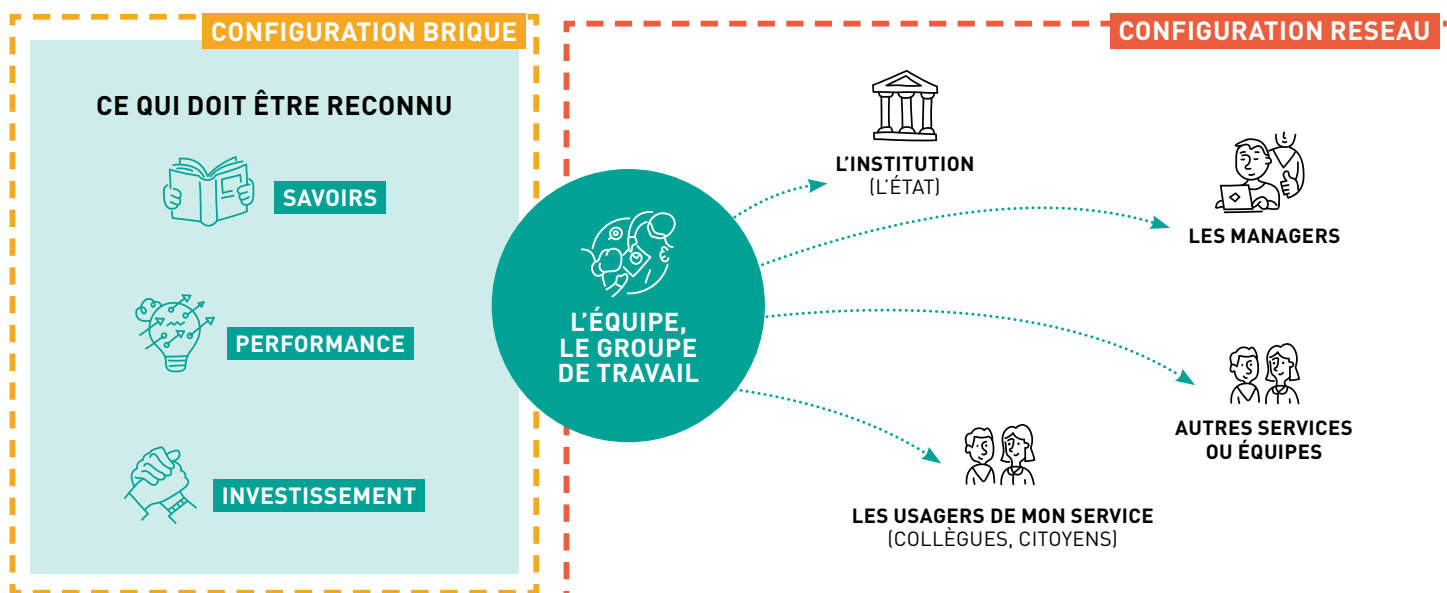 CONFIGURATION BRIQUE
CE QUI DOIT ÊTRE RECONNU
SAVOIRS
PERFORMANCE
INVESTISSEMENT
L'ÉQUIPE,
LE GROUPE
DE TRAVAIL
CONFIGURATION RESEAU
L'INSTITUTION
(L'ÉTAT)
LES MANAGERS
AUTRES SERVICES
OU ÉQUIPES
LES USAGERS DE MON SERVICE
(COLLÈGUES, CITOYENS)